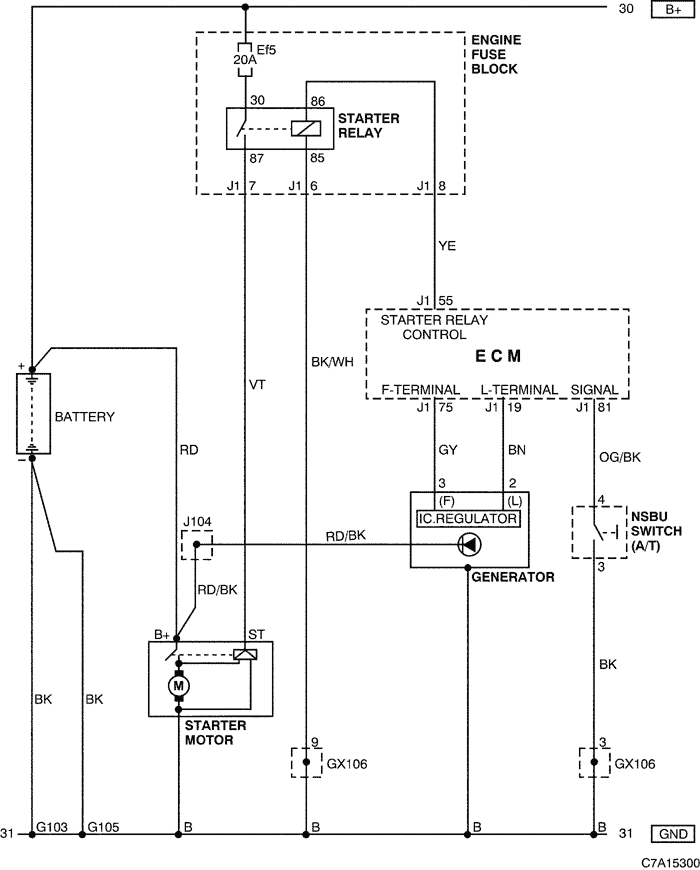 30 B+
Ef5
20A
ENGINE
FUSE
BLOCK
30 86
STARTER
RELAY
87 85
J1 7 J1 6 J1 8
YE
J1 55
STARTER RELAY
CONTROL
ECM
F-TERMINAL L-TERMINAL SIGNAL
J1 75 J1 19 J1 81
BK/WH
VT
+
BATTERY
–
RD
GY BN OG/BK
3 2 4
(F) (L)
IC.REGULATOR
NSBU
SWITCH
(A/T)
3
J104
RD/BK
GENERATOR
RD/BK
B+ ST
M
STARTER
MOTOR
BK BK BK
9 3
GX106 GX106
31 G103 G105 B B B B 31 GND
C7A15300